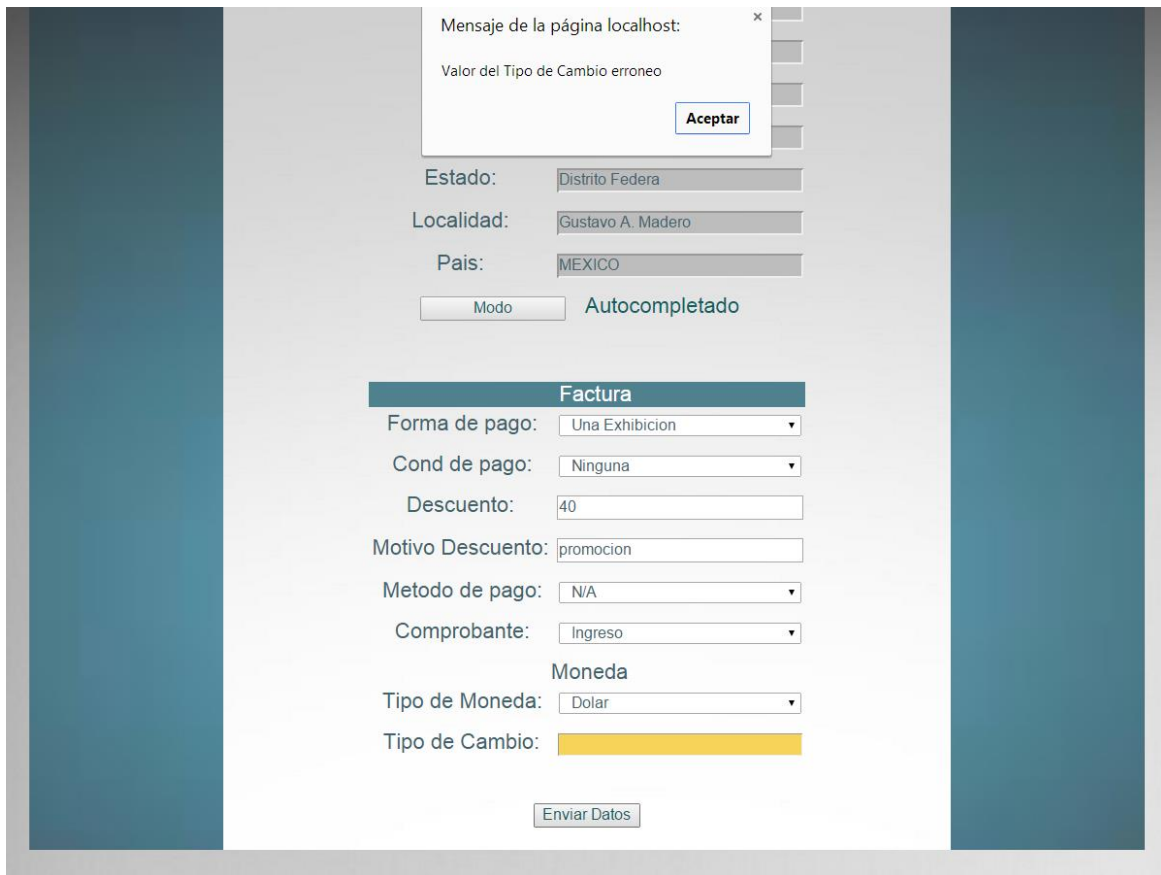 Mensaje de la página localhost:
×
Valor del Tipo de Cambio erroneo
Aceptar
Estado: Distrito Federa
Localidad: Gustavo A. Madero
Pais: MEXICO
Modo Autocompletado
Factura
Forma de pago: Una Exhibicion
Cond de pago: Ninguna
Descuento: 40
Motivo Descuento: promocion
Metodo de pago: N/A
Comprobante: Ingreso
Moneda
Tipo de Moneda: Dolar
Tipo de Cambio:
Enviar Datos